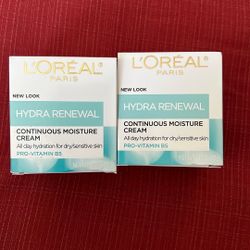 L'ORÉAL
PARIS
NEW LOOK
HYDRA RENEWAL
CONTINUOUS MOISTURE
CREAM
All day hydration for dry/sensitive skin
PRO-VITAMIN B5
L'ORÉAL
PARIS
NEW LOOK
HYDRA RENEWAL
CONTINUOUS MOISTURE
CREAM
All day hydration for dry/sensitive skin
PRO-VITAMIN B5